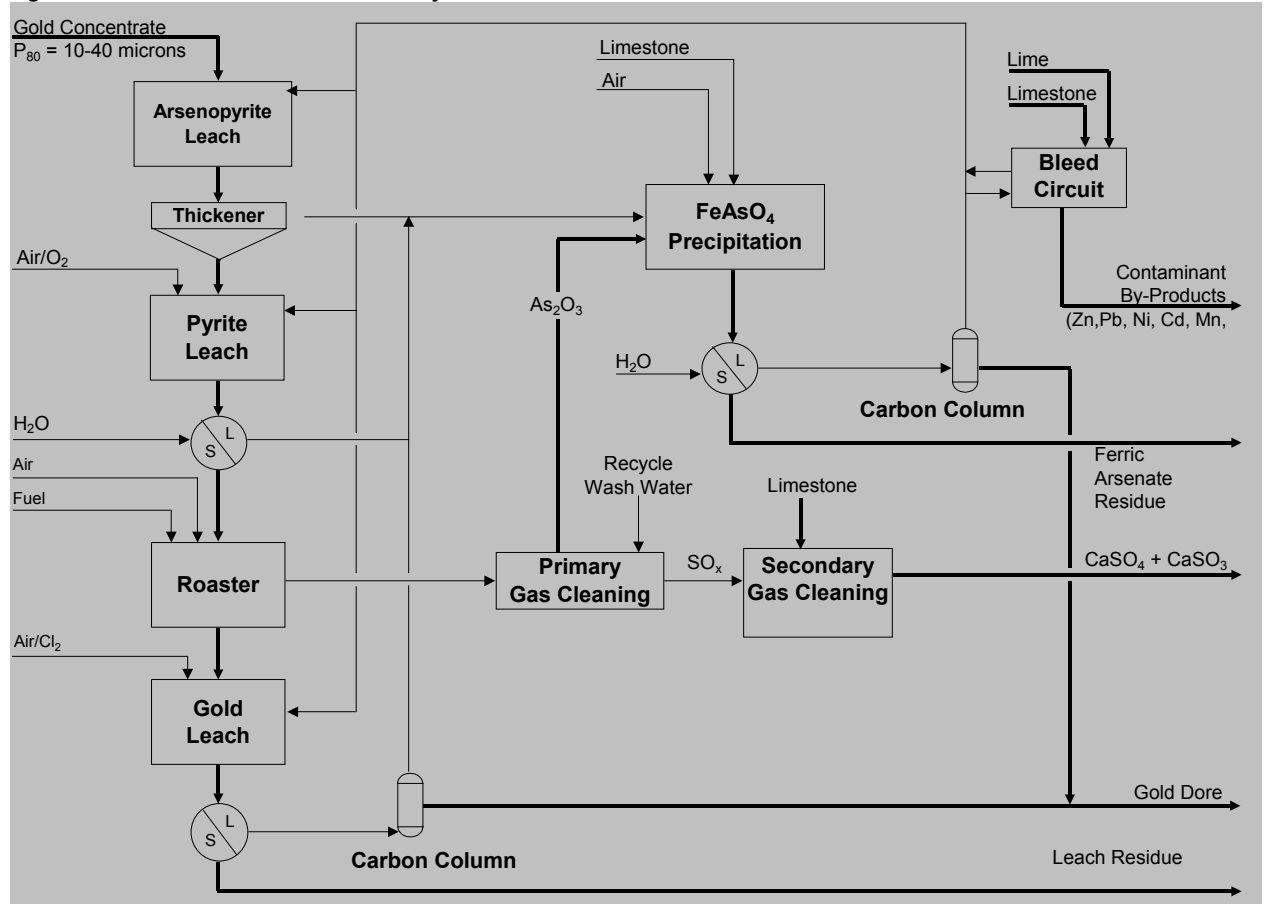 Gold Concentrate
P₈₀ = 10-40 microns
Limestone
Air
Lime
Limestone
Arsenopyrite
Leach
Bleed
Circuit
Thickener
FeAsO₄
Precipitation
Air/O₂
Pyrite
Leach
As₂O₃
Contaminant
By-Products
(Zn,Pb, Ni, Cd, Mn,
H₂O
L
S
Carbon Column
H₂O
L
S
Air
Fuel
Recycle
Wash Water
Limestone
Ferric
Arsenate
Residue
Roaster
Primary
Gas Cleaning
SOₓ
Secondary
Gas Cleaning
CaSO₄ + CaSO₃
Air/Cl₂
Gold
Leach
Gold Dore
L
S
Carbon Column
Leach Residue